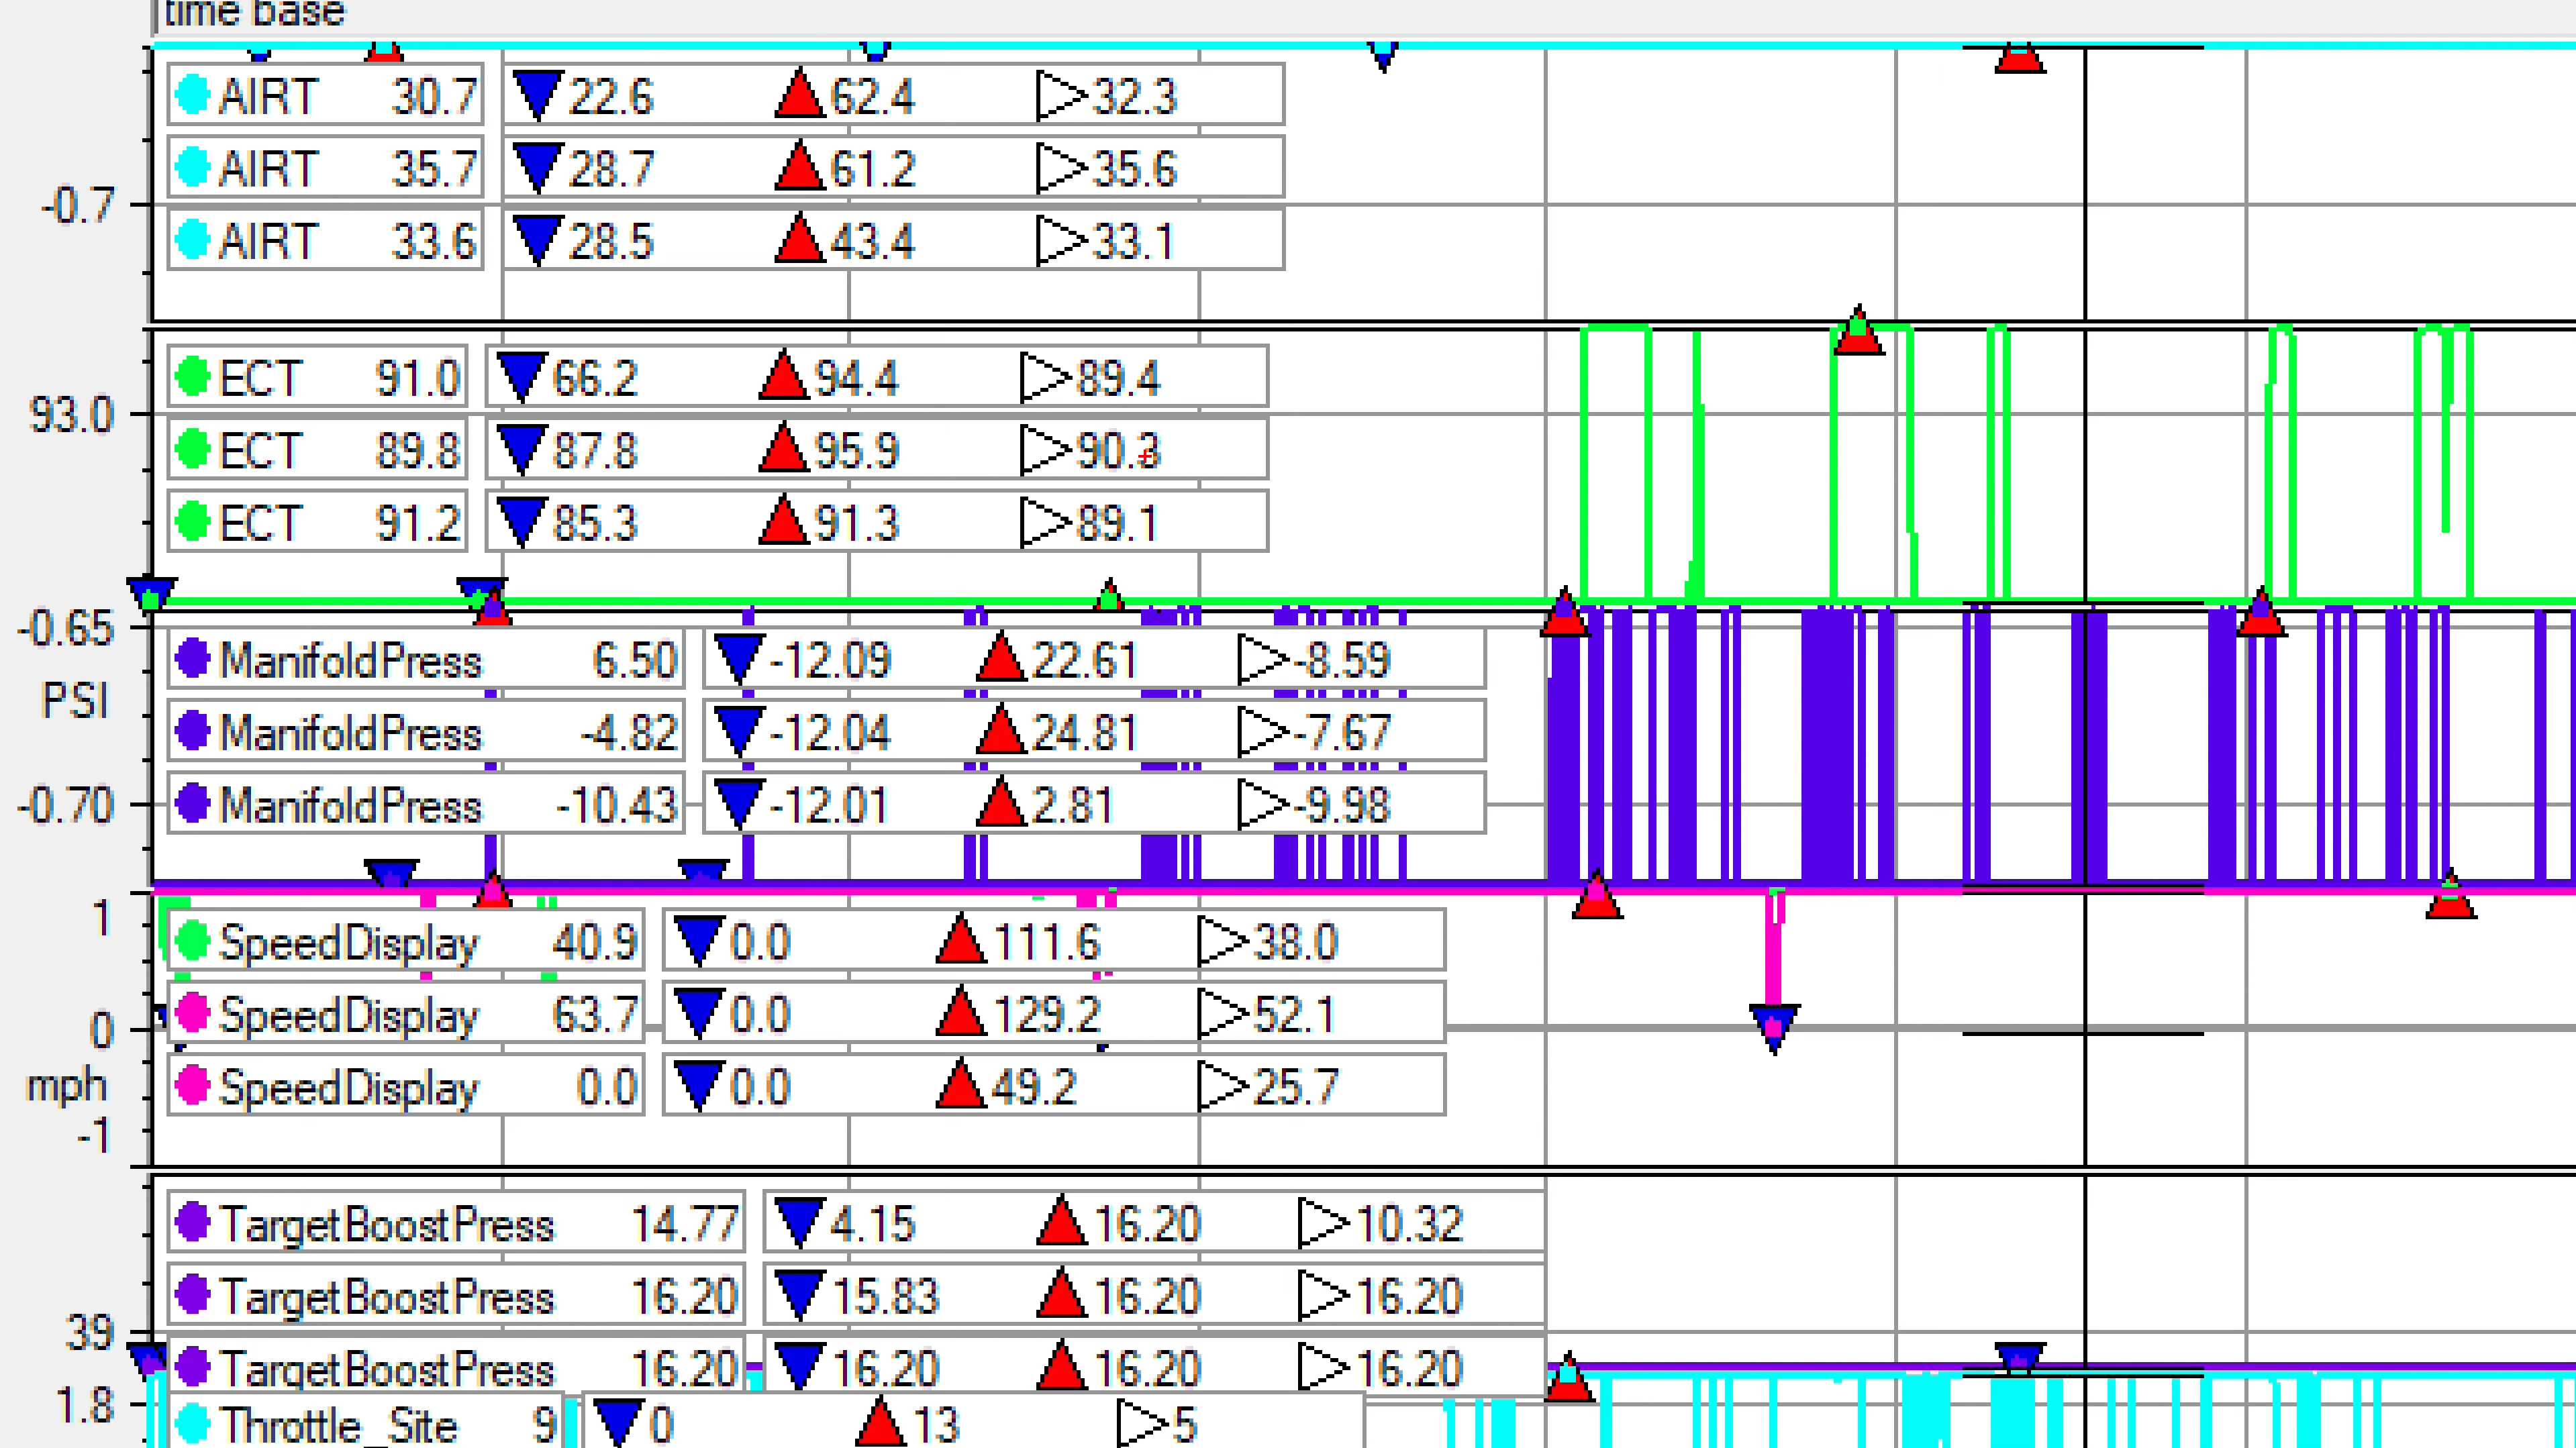 time base
AIRT 30.7 22.6 62.4 32.3
AIRT 35.7 28.7 61.2 35.6
-0.7
AIRT 33.6 28.5 43.4 33.1
ECT 91.0 66.2 94.4 89.4
93.0
ECT 89.8 87.8 95.9 90.3
ECT 91.2 85.3 91.3 89.1
-0.65
ManifoldPress 6.50 -12.09 22.61 -8.59
PSI
ManifoldPress -4.82 -12.04 24.81 -7.67
-0.70
ManifoldPress -10.43 -12.01 2.81 -9.98
1
SpeedDisplay 40.9 0.0 111.6 38.0
0
SpeedDisplay 63.7 0.0 129.2 52.1
mph
SpeedDisplay 0.0 0.0 49.2 25.7
-1
TargetBoostPress 14.77 4.15 16.20 10.32
TargetBoostPress 16.20 15.83 16.20 16.20
39
TargetBoostPress 16.20 16.20 16.20 16.20
1.8
Throttle_Site 9 0 13 5